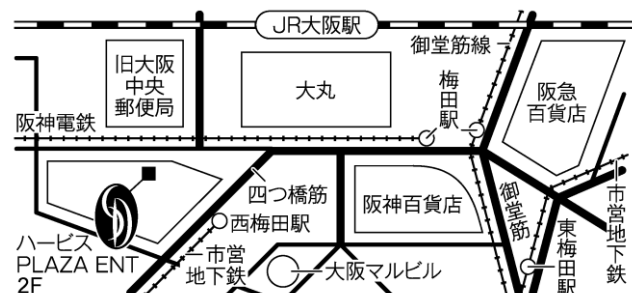 JR大阪駅
御堂筋線
旧大阪
中央
郵便局
大丸
梅田駅
阪急
百貨店
阪神電鉄
四つ橋筋
阪神百貨店
御堂筋
西梅田駅
市営
地下鉄
東梅田駅
市営地下鉄
ハービス
PLAZA ENT
2F
大阪マルビル